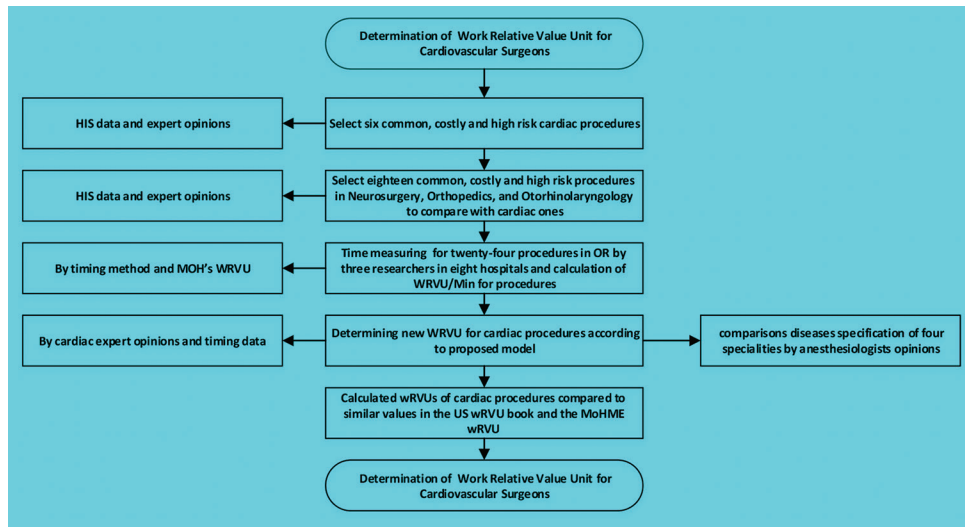 Determination of Work Relative Value Unit for
Cardiovascular Surgeons
HIS data and expert opinions
Select six common, costly and high risk cardiac procedures
HIS data and expert opinions
Select eighteen common, costly and high risk procedures
in Neurosurgery, Orthopedics, and Otorhinolaryngology
to compare with cardiac ones
By timing method and MOH's WRVU
Time measuring for twenty-four procedures in OR by
three researchers in eight hospitals and calculation of
WRVU/Min for procedures
By cardiac expert opinions and timing data
Determining new WRVU for cardiac procedures according
to proposed model
comparisons diseases specification of four
specialities by anesthesiologists opinions
Calculated wRVUs of cardiac procedures compared to
similar values in the US wRVU book and the MoHME
wRVU
Determination of Work Relative Value Unit for
Cardiovascular Surgeons